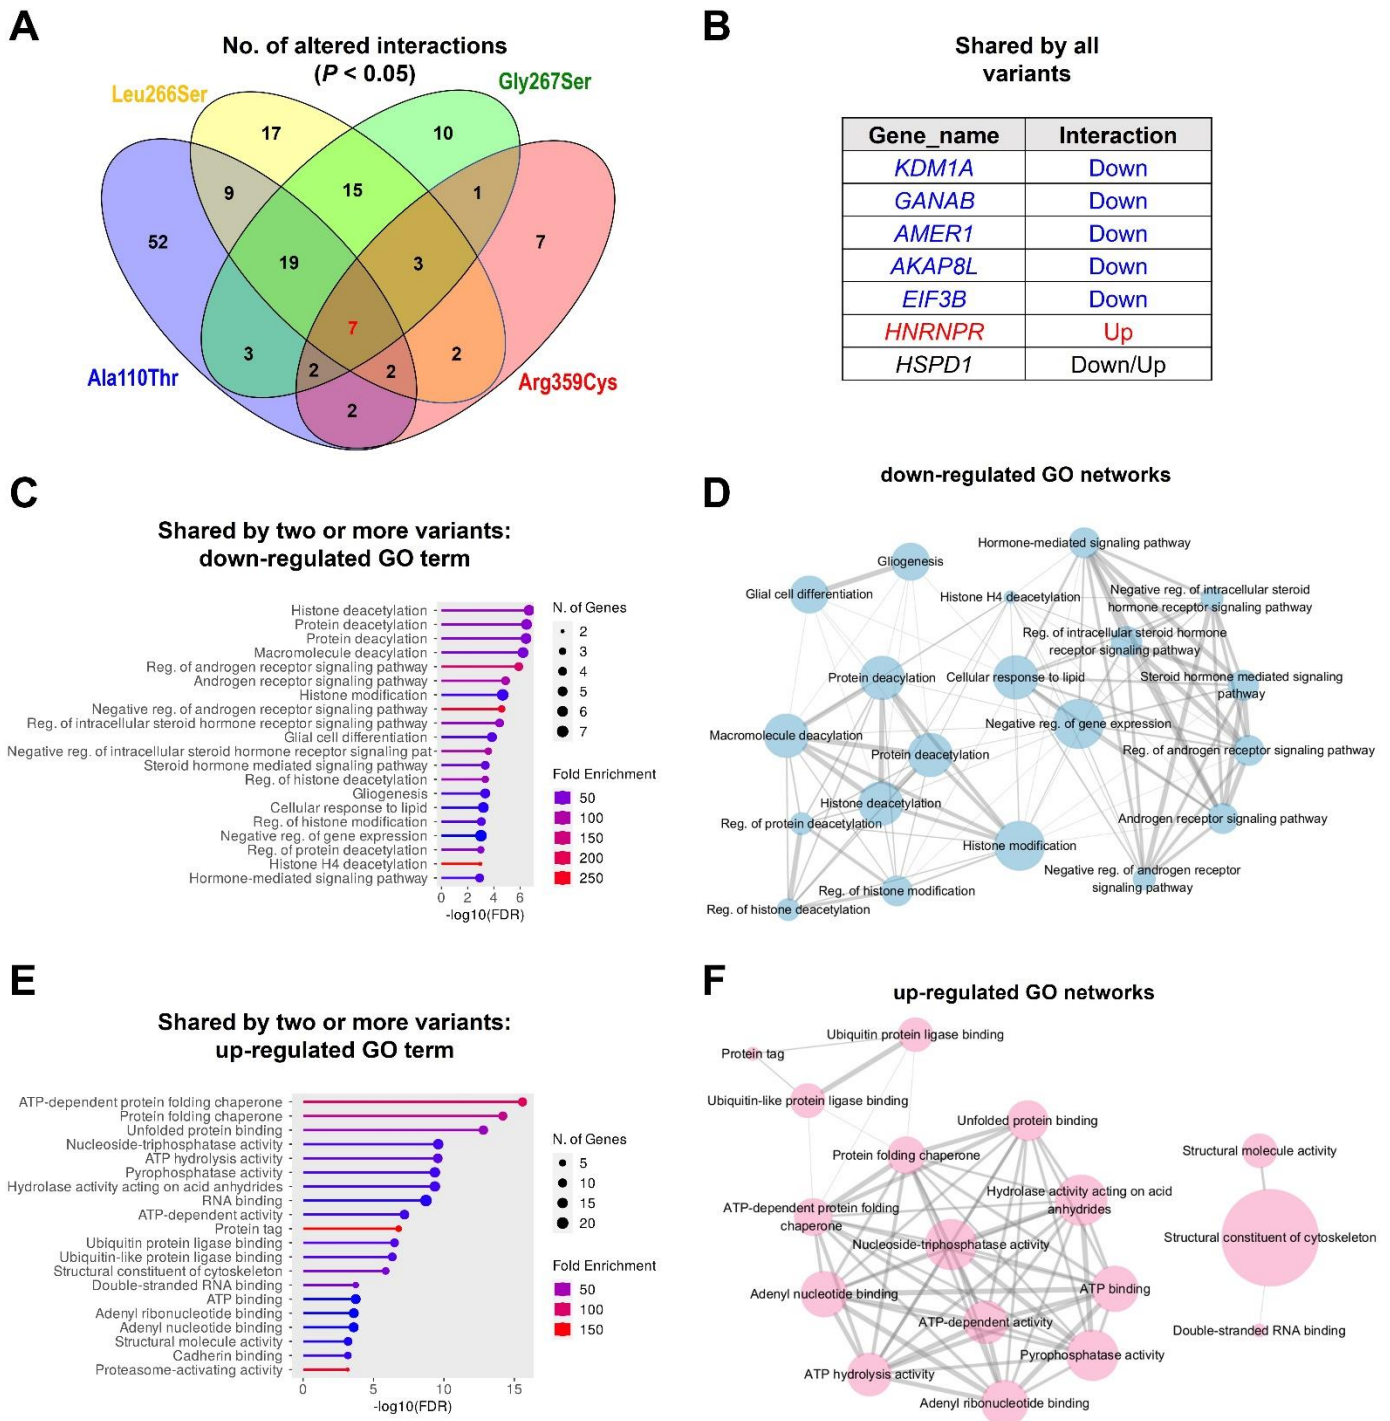 A
No. of altered interactions
(P < 0.05)
Leu266Ser
Gly267Ser
Ala110Thr
Arg359Cys
17
10
9
15
1
52
7
19
3
7
3
2
2
2
2
B
Shared by all
variants
Gene_name Interaction
KDM1A Down
GANAB Down
AMER1 Down
AKAP8L Down
EIF3B Down
HNRNPR Up
HSPD1 Down/Up
C
Shared by two or more variants:
down-regulated GO term
Histone deacetylation
Protein deacetylation
Protein deacylation
Macromolecule deacylation
Reg. of androgen receptor signaling pathway
Androgen receptor signaling pathway
Histone modification
Negative reg. of androgen receptor signaling pathway
Reg. of intracellular steroid hormone receptor signaling pathway
Glial cell differentiation
Negative reg. of intracellular steroid hormone receptor signaling pat
Steroid hormone mediated signaling pathway
Reg. of histone deacetylation
Gliogenesis
Cellular response to lipid
Reg. of histone modification
Negative reg. of gene expression
Reg. of protein deacetylation
Histone H4 deacetylation
Hormone-mediated signaling pathway
0 2 4 6
-log10(FDR)
N. of Genes
2
3
4
5
6
7
Fold Enrichment
50
100
150
200
250
D
down-regulated GO networks
Hormone-mediated signaling pathway
Gliogenesis
Glial cell differentiation
Histone H4 deacetylation
Negative reg. of intracellular steroid
hormone receptor signaling pathway
Reg. of intracellular steroid hormone
receptor signaling pathway
Protein deacylation
Cellular response to lipid
Steroid hormone mediated signaling
pathway
Negative reg. of gene expression
Macromolecule deacylation
Protein deacetylation
Reg. of androgen receptor signaling pathway
Histone deacetylation
Reg. of protein deacetylation
Androgen receptor signaling pathway
Histone modification
Negative reg. of androgen receptor
signaling pathway
Reg. of histone modification
Reg. of histone deacetylation
E
Shared by two or more variants:
up-regulated GO term
ATP-dependent protein folding chaperone
Protein folding chaperone
Unfolded protein binding
Nucleoside-triphosphatase activity
ATP hydrolysis activity
Pyrophosphatase activity
Hydrolase activity acting on acid anhydrides
RNA binding
ATP-dependent activity
Protein tag
Ubiquitin protein ligase binding
Ubiquitin-like protein ligase binding
Structural constituent of cytoskeleton
Double-stranded RNA binding
ATP binding
Adenyl ribonucleotide binding
Adenyl nucleotide binding
Structural molecule activity
Cadherin binding
Proteasome-activating activity
0 5 10 15
-log10(FDR)
N. of Genes
5
10
15
20
Fold Enrichment
50
100
150
F
up-regulated GO networks
Ubiquitin protein ligase binding
Protein tag
Ubiquitin-like protein ligase binding
Unfolded protein binding
Protein folding chaperone
Structural molecule activity
Hydrolase activity acting on acid
anhydrides
ATP-dependent protein folding
chaperone
Nucleoside-triphosphatase activity
Structural constituent of cytoskeleton
Adenyl nucleotide binding
ATP binding
ATP-dependent activity
Double-stranded RNA binding
Pyrophosphatase activity
ATP hydrolysis activity
Adenyl ribonucleotide binding